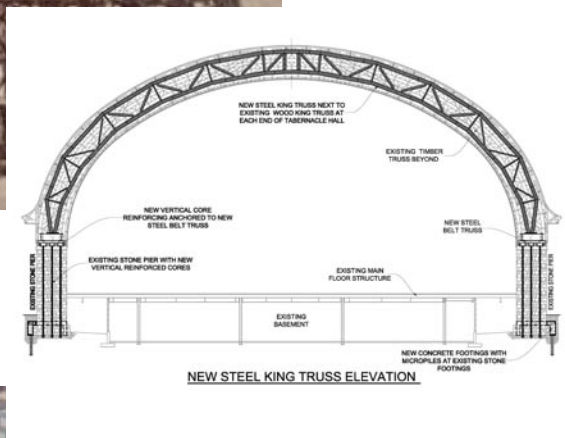 NEW STEEL KING TRUSS NEXT TO
EXISTING WOOD KING TRUSS AT
EACH END OF TABERNACLE HALL
EXISTING TIMBER
TRUSS BEYOND
NEW VERTICAL CORE
REINFORCING ANCHORED TO NEW
STEEL BELT TRUSS
NEW STEEL
BELT TRUSS
EXISTING STONE PIER WITH NEW
VERTICAL REINFORCED CORES
EXISTING STONE PIER
EXISTING MAIN
FLOOR STRUCTURE
EXISTING STONE PIER
EXISTING
BASEMENT
NEW CONCRETE FOOTINGS WITH
MICROPILES AT EXISTING STONE
FOOTINGS
NEW STEEL KING TRUSS ELEVATION